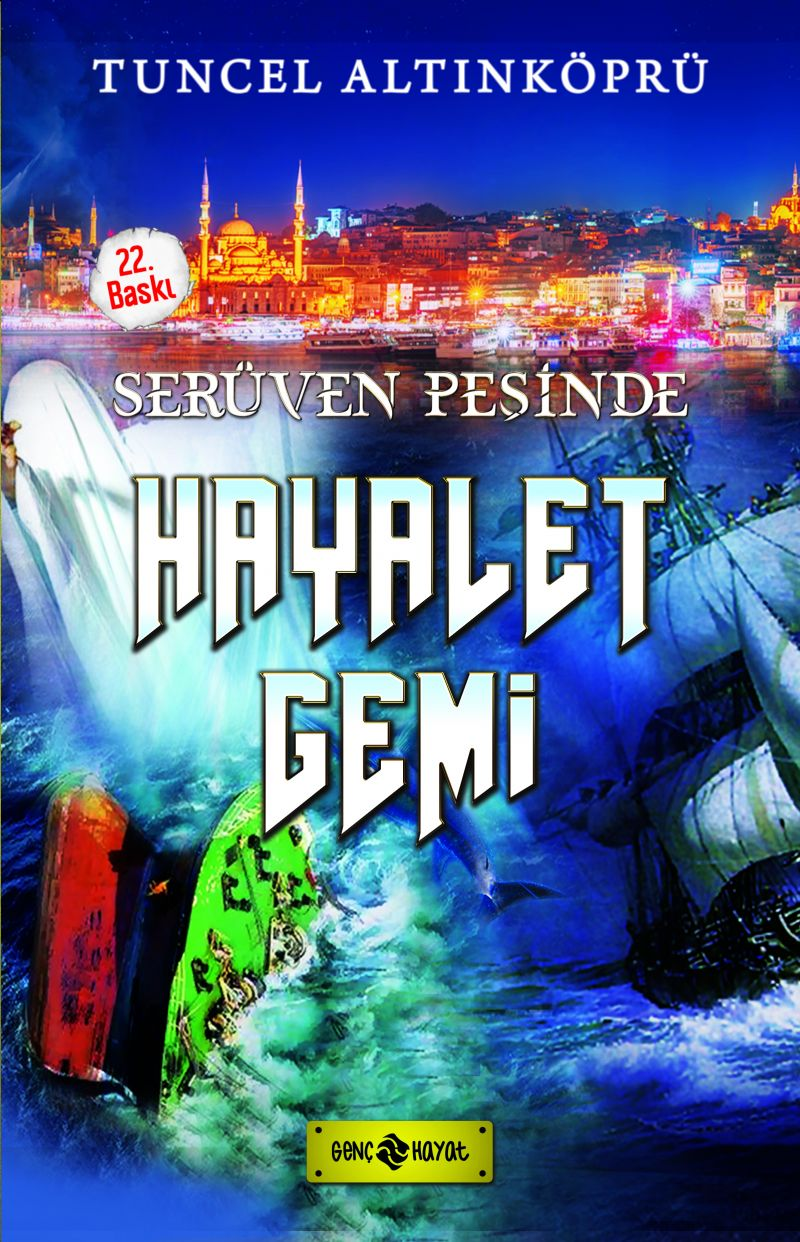 TUNCEL ALTINKÖPRÜ
22.
Baskı
SERÜVEN PEŞİNDE
HAYALET
GEMİ
GENÇ HAYAt